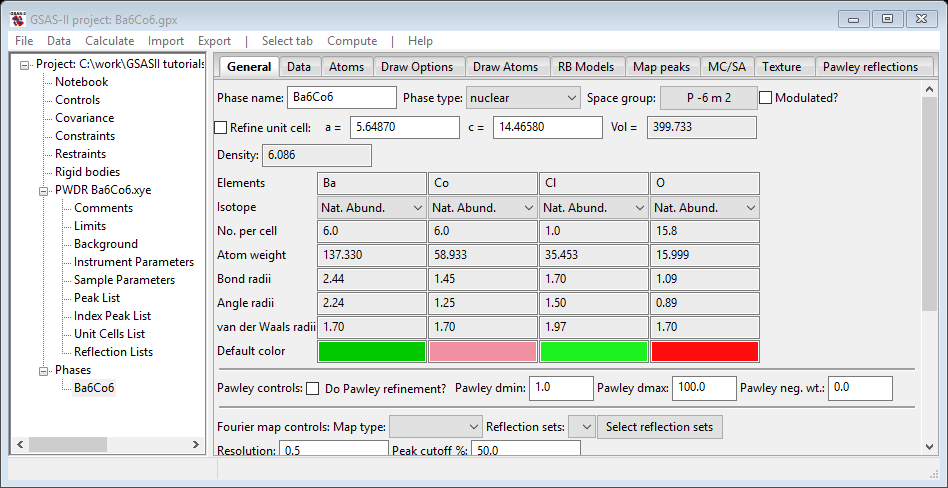 GSAS-II project: Ba6Co6.gpx
File Data Calculate Import Export | Select tab Compute | Help
Project: C:\work\GSASII tutorials
Notebook
Controls
Covariance
Constraints
Restraints
Rigid bodies
PWDR Ba6Co6.xye
Comments
Limits
Background
Instrument Parameters
Sample Parameters
Peak List
Index Peak List
Unit Cells List
Reflection Lists
Phases
Ba6Co6
General Data Atoms Draw Options Draw Atoms RB Models Map peaks MC/SA Texture Pawley reflections
Phase name: Ba6Co6 Phase type: nuclear Space group: P -6 m 2 Modulated?
Refine unit cell: a = 5.64870 c = 14.46580 Vol = 399.733
Density: 6.086
Elements Ba Co Cl O
Isotope Nat. Abund. Nat. Abund. Nat. Abund. Nat. Abund.
No. per cell 6.0 6.0 1.0 15.8
Atom weight 137.330 58.933 35.453 15.999
Bond radii 2.44 1.45 1.70 1.09
Angle radii 2.24 1.25 1.50 0.89
van der Waals radii 1.70 1.70 1.97 1.70
Default color
Pawley controls: Do Pawley refinement? Pawley dmin: 1.0 Pawley dmax: 100.0 Pawley neg. wt.: 0.0
Fourier map controls: Map type: Reflection sets: Select reflection sets
Resolution: 0.5 Peak cutoff %: 50.0